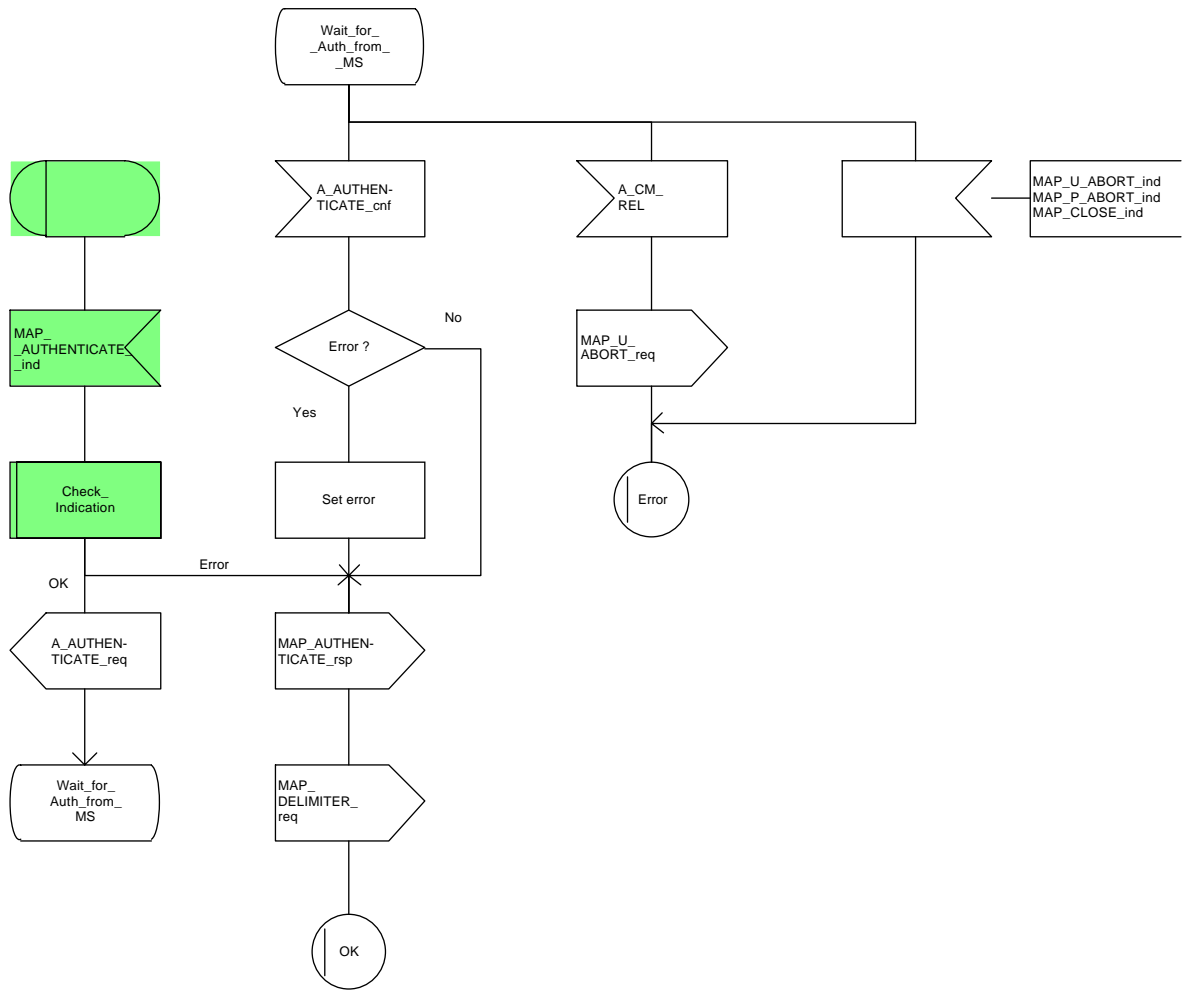 Wait_for_
_Auth_from_
_MS
A_AUTHEN-
TICATE_cnf
A_CM_
REL
MAP_U_ABORT_ind
MAP_P_ABORT_ind
MAP_CLOSE_ind
MAP_
_AUTHENTICATE_
_ind
Error ?
No
Yes
MAP_U_
ABORT_req
Check_
Indication
Set error
Error
Error
OK
A_AUTHEN-
TICATE_req
MAP_AUTHEN-
TICATE_rsp
Wait_for_
Auth_from_
MS
MAP_
DELIMITER_
req
OK